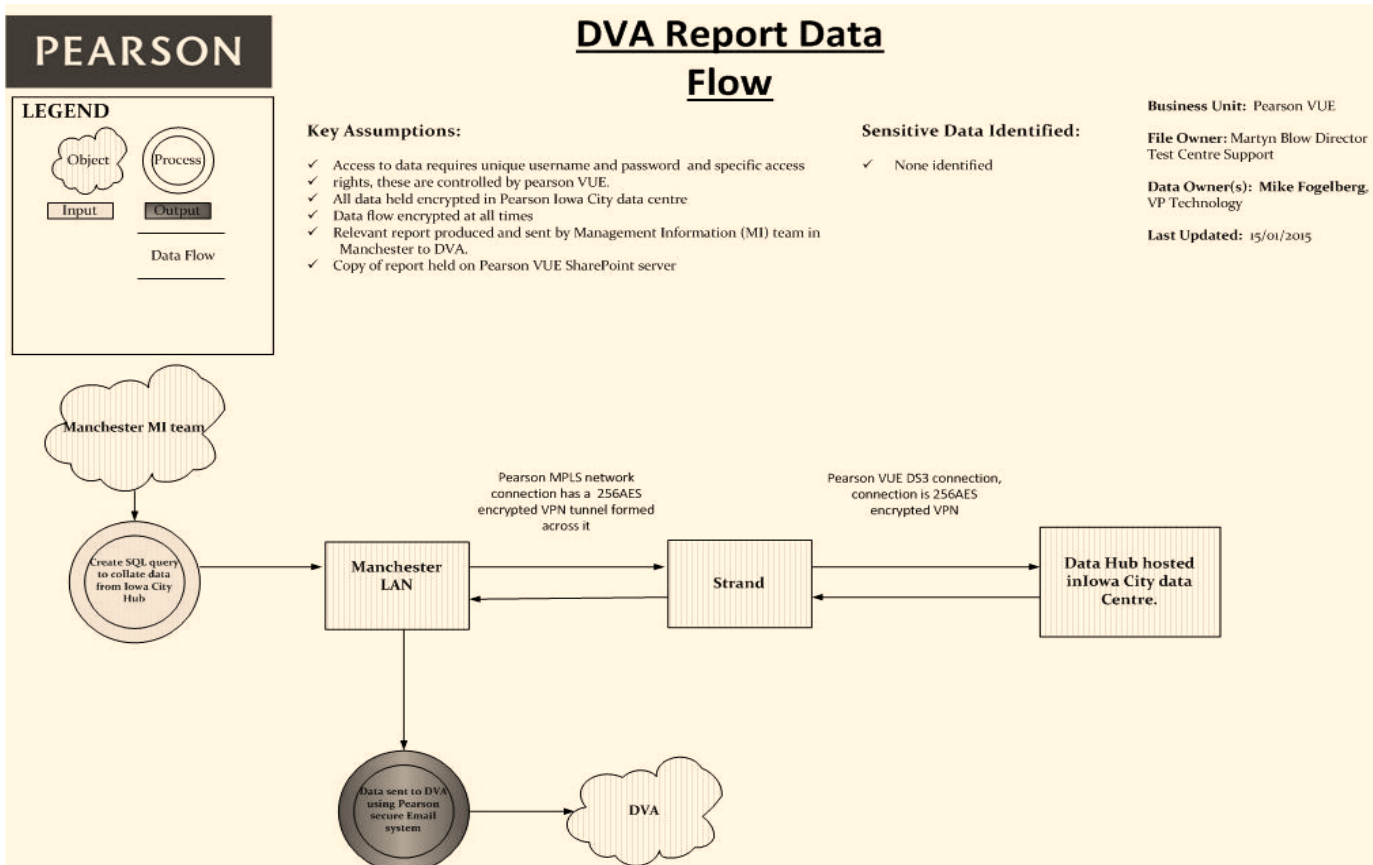 PEARSON
DVA Report Data
Flow
LEGEND
Object
Process
Input
Output
Data Flow
Key Assumptions:
✓ Access to data requires unique username and password and specific access
✓ rights, these are controlled by pearson VUE.
✓ All data held encrypted in Pearson Iowa City data centre
✓ Data flow encrypted at all times
✓ Relevant report produced and sent by Management Information (MI) team in
Manchester to DVA.
✓ Copy of report held on Pearson VUE SharePoint server
Sensitive Data Identified:
✓ None identified
Business Unit: Pearson VUE
File Owner: Martyn Blow Director
Test Centre Support
Data Owner(s): Mike Fogelberg,
VP Technology
Last Updated: 15/01/2015
Manchester MI team
Create SQL query
to collate data
from Iowa City
Hub
Manchester
LAN
Pearson MPLS network
connection has a 256AES
encrypted VPN tunnel formed
across it
Strand
Pearson VUE DS3 connection,
connection is 256AES
encrypted VPN
Data Hub hosted
inIowa City data
Centre.
Data sent to DVA
using Pearson
secure Email
system
DVA